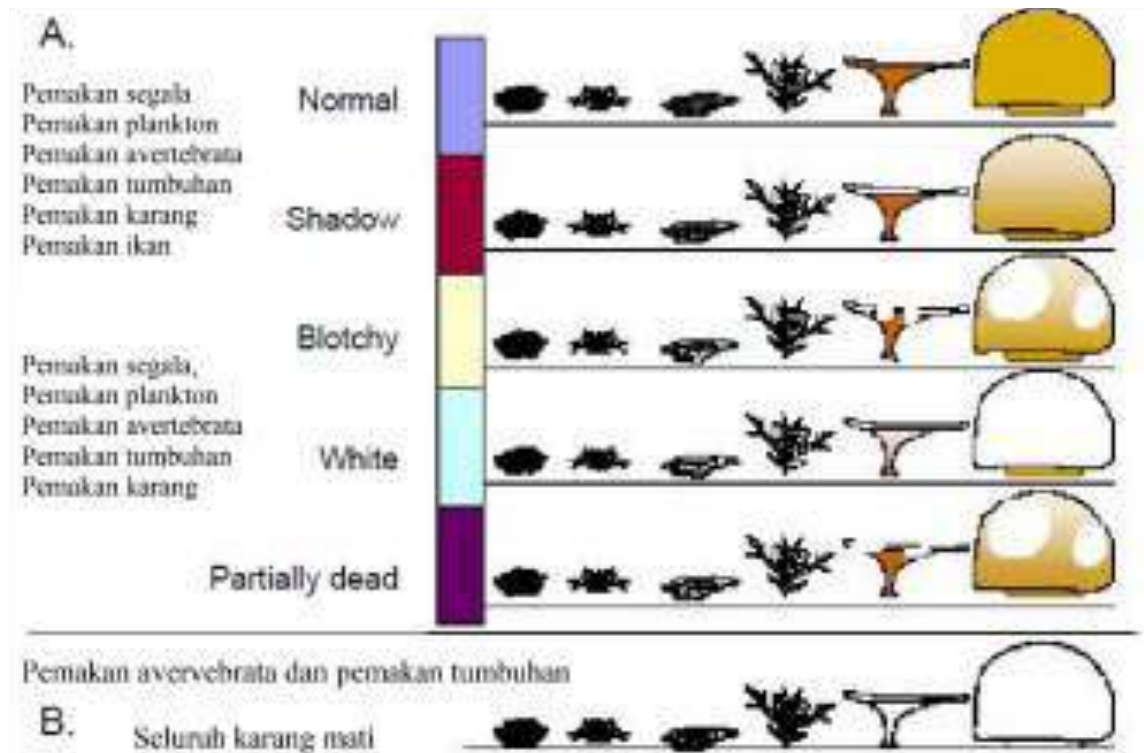 A.
Pemakan segala
Pemakan plankton
Pemakan avertebrata
Pemakan tumbuhan
Pemakan karang
Pemakan ikan
Normal
Shadow
Blotchy
Pemakan segala,
Pemakan plankton
Pemakan avertebrata
Pemakan tumbuhan
Pemakan karang
White
Partially dead
Pemakan avervebrata dan pemakan tumbuhan
B.
Seluruh karang mati